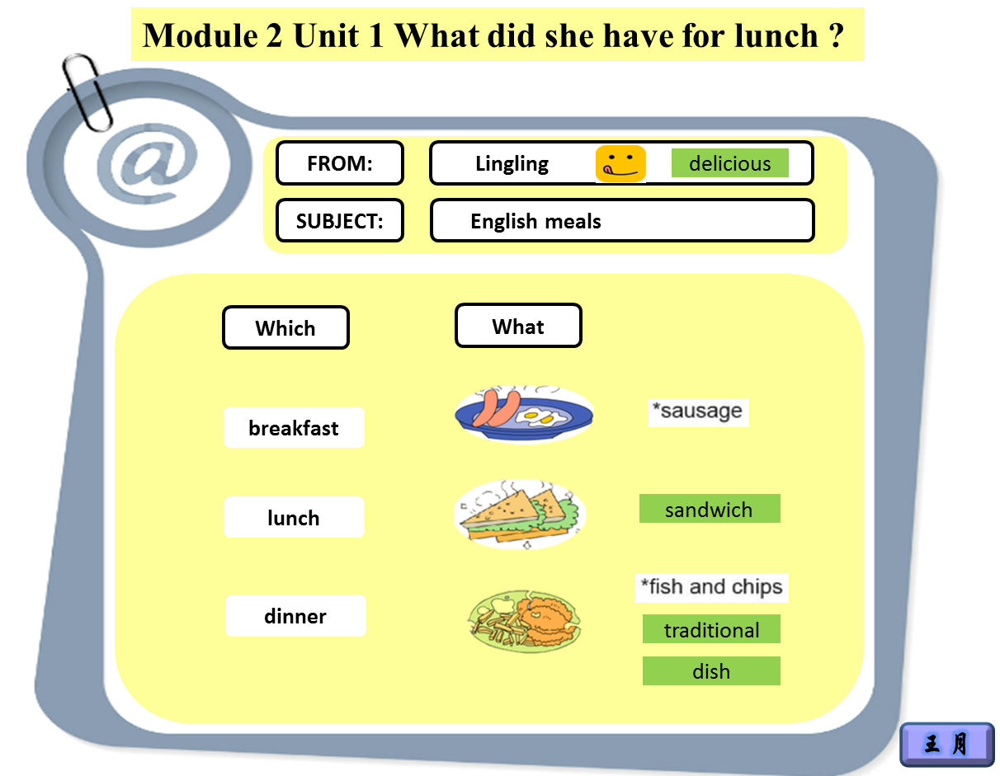 Module 2 Unit 1 What did she have for lunch ?
@
FROM:
Lingling
delicious
SUBJECT:
English meals
Which
What
breakfast
*sausage
lunch
sandwich
*fish and chips
dinner
traditional
dish
王 月